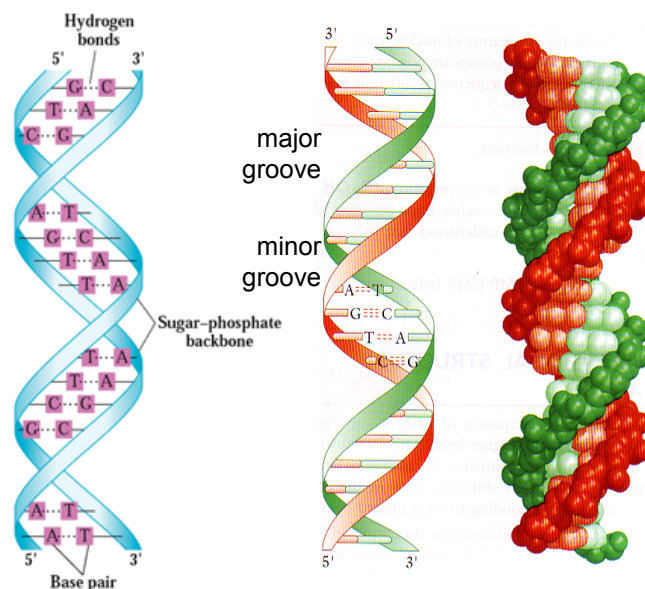 Hydrogen
bonds
5' 3'
G C
T A
C G
A T
G C
T A
T A
Sugar–phosphate
backbone
T A
T A
C G
G C
A T
A T
5' 3'
Base pair
3' 5'
major
groove
minor
groove
A T
G C
T A
C G
5' 3'